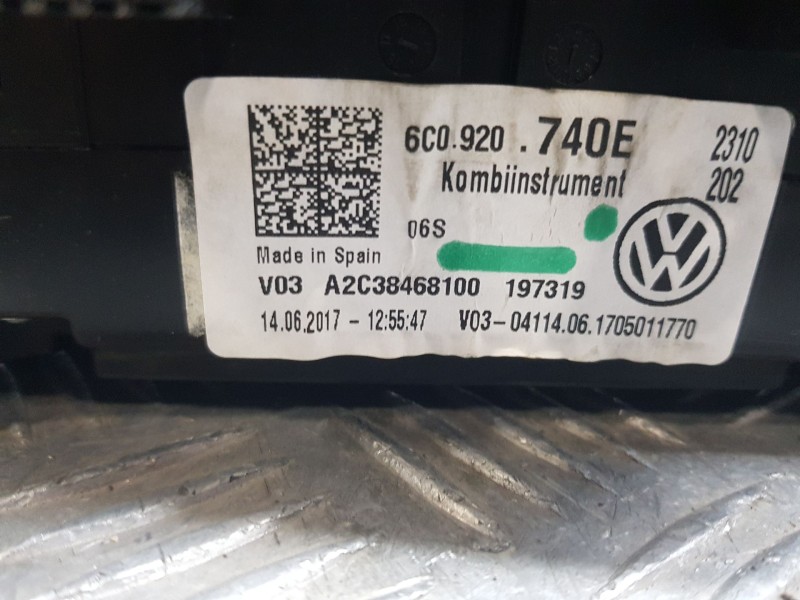 6C0.920 .740E 2310
Kombiinstrument 202
06S
Made in Spain
V03 A2C38468100 197319
14.06.2017 - 12:55:47 V03-04114.06.1705011770